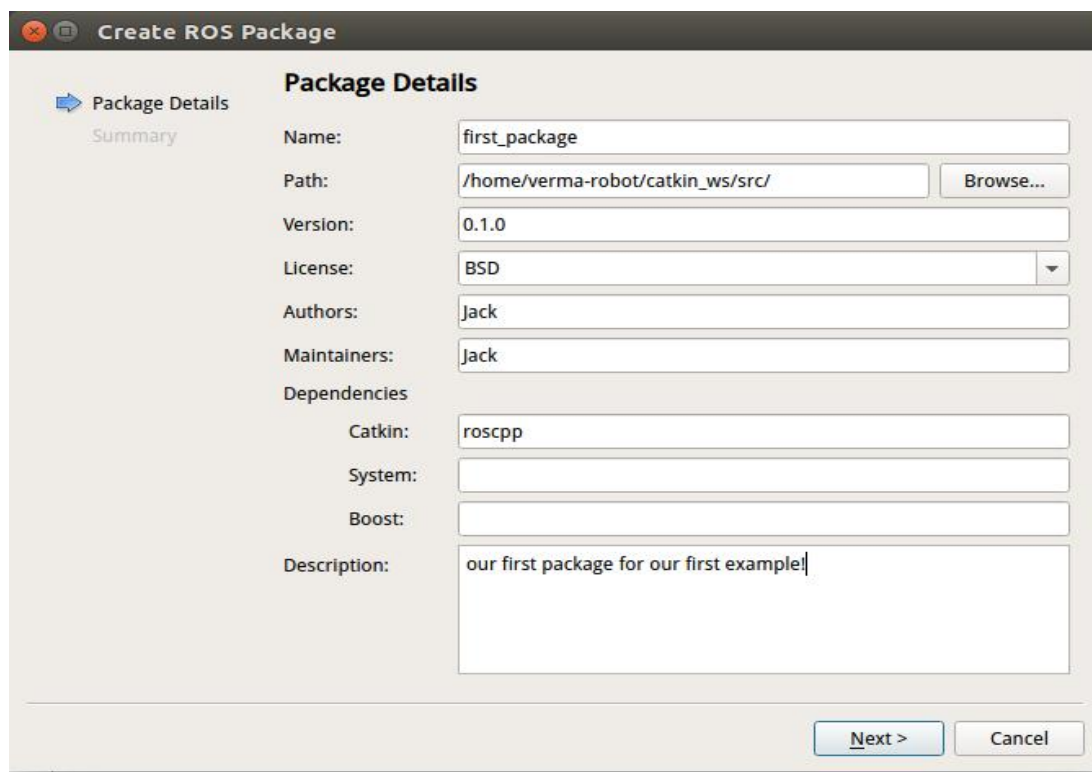 Create ROS Package
Package Details
Summary
Package Details
Name: first_package
Path: /home/verma-robot/catkin_ws/src/ Browse...
Version: 0.1.0
License: BSD
Authors: Jack
Maintainers: Jack
Dependencies
Catkin: roscpp
System:
Boost:
Description: our first package for our first example!
Next > Cancel